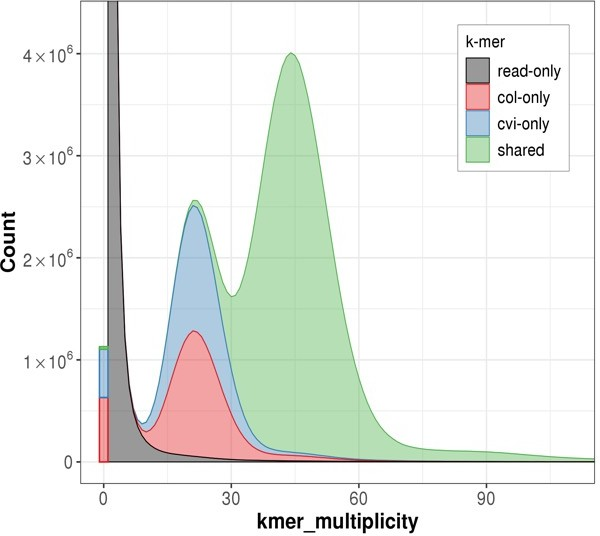 k-mer
read-only
col-only
cvi-only
shared
Count
4 × 10⁶
3 × 10⁶
2 × 10⁶
1 × 10⁶
0
0 30 60 90
kmer_multiplicity